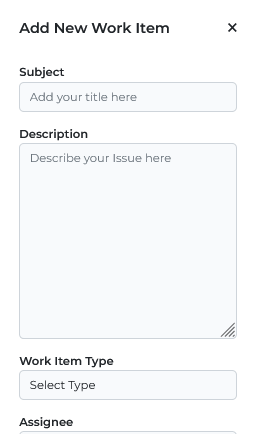 Add New Work Item ×
Subject
Add your title here
Description
Describe your Issue here
Work Item Type
Select Type
Assignee